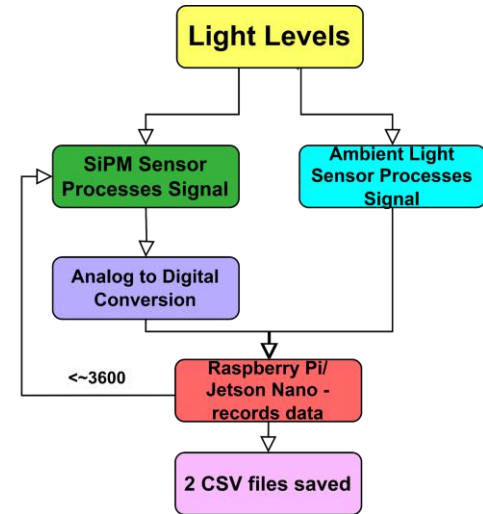 Light Levels
SiPM Sensor
Processes Signal
Ambient Light
Sensor Processes
Signal
Analog to Digital
Conversion
<~3600
Raspberry Pi/
Jetson Nano -
records data
2 CSV files saved